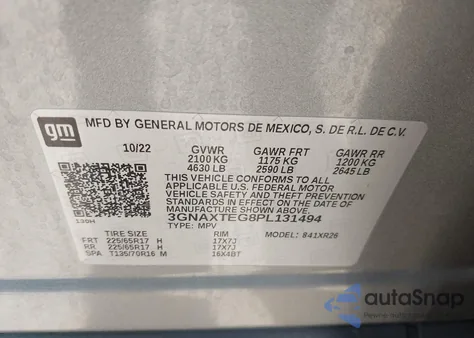 gm
MFD BY GENERAL MOTORS DE MEXICO, S. DE R.L. DE C.V.
10/22 GVWR GAWR FRT GAWR RR
2100 KG 1175 KG 1200 KG
4630 LB 2590 LB 2645 LB
THIS VEHICLE CONFORMS TO ALL
APPLICABLE U.S. FEDERAL MOTOR
VEHICLE SAFETY AND THEFT PREVENTION
STANDARDS IN EFFECT ON THE DATE OF
MANUFACTURE SHOWN ABOVE.
3GNAXTEG8PL131494
TYPE: MPV MODEL: 841XR26
TIRE SIZE RIM
FRT 225/65R17 H 17X7J
RR 225/65R17 H 17X7J
SPA T135/70R16 M 16X4BT
autoSnap